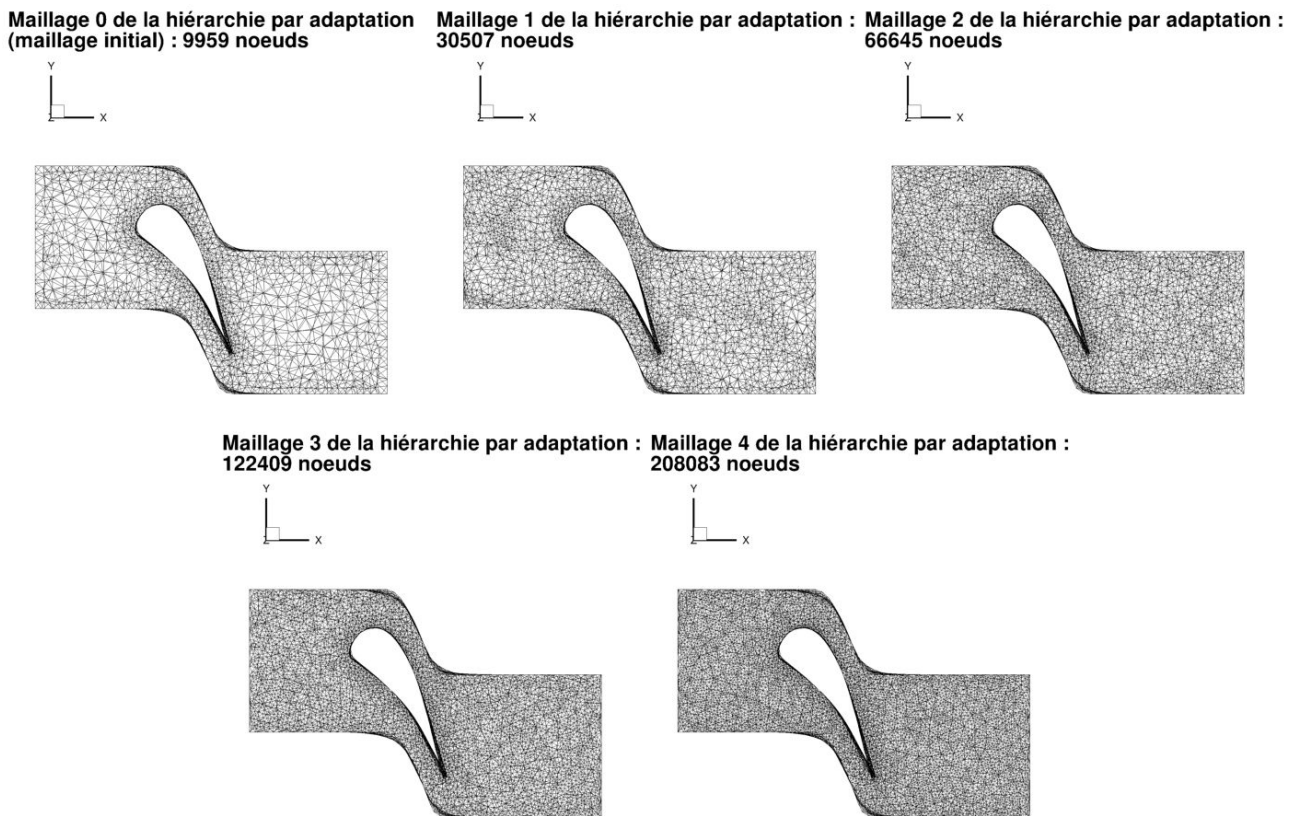 Maillage 0 de la hiérarchie par adaptation
(maillage initial) : 9959 noeuds
Maillage 1 de la hiérarchie par adaptation :
30507 noeuds
Maillage 2 de la hiérarchie par adaptation :
66645 noeuds
Y
Z X
Y
Z X
Y
Z X
Maillage 3 de la hiérarchie par adaptation :
122409 noeuds
Maillage 4 de la hiérarchie par adaptation :
208083 noeuds
Y
Z X
Y
Z X